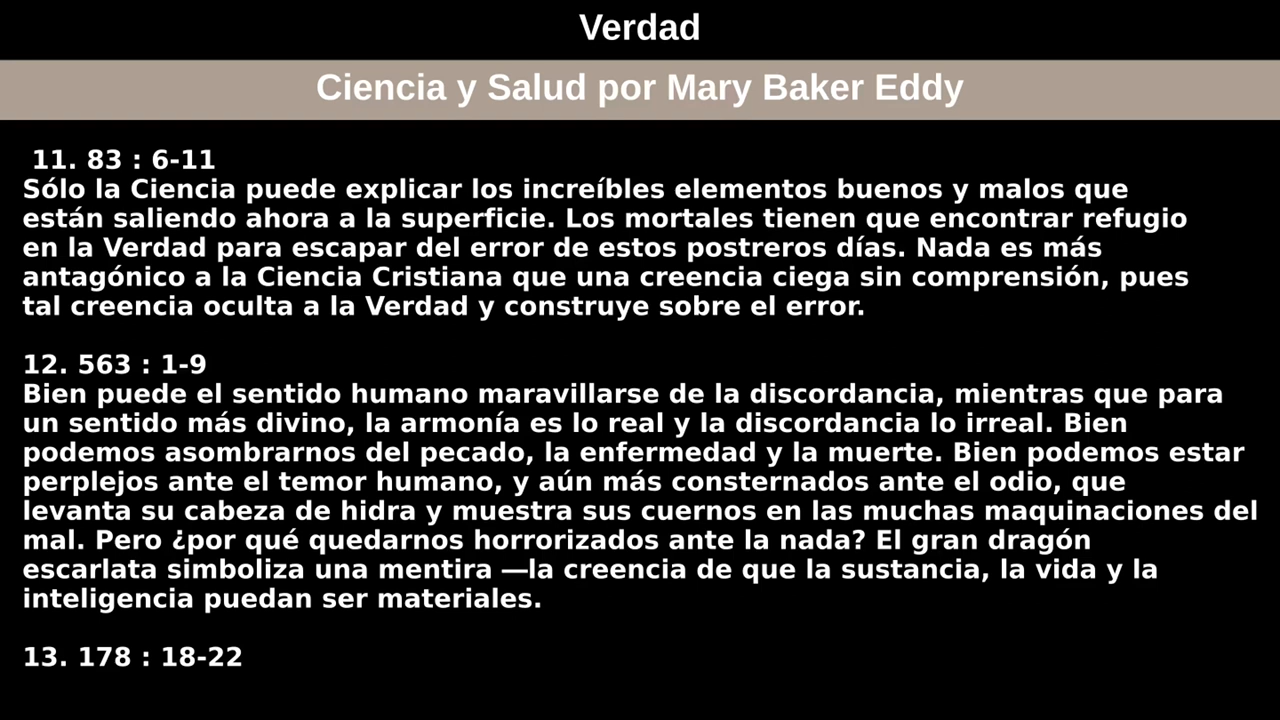 Verdad
Ciencia y Salud por Mary Baker Eddy
11. 83 : 6-11
Sólo la Ciencia puede explicar los increíbles elementos buenos y malos que
están saliendo ahora a la superficie. Los mortales tienen que encontrar refugio
en la Verdad para escapar del error de estos postreros días. Nada es más
antagónico a la Ciencia Cristiana que una creencia ciega sin comprensión, pues
tal creencia oculta a la Verdad y construye sobre el error.
12. 563 : 1-9
Bien puede el sentido humano maravillarse de la discordancia, mientras que para
un sentido más divino, la armonía es lo real y la discordancia lo irreal. Bien
podemos asombrarnos del pecado, la enfermedad y la muerte. Bien podemos estar
perplejos ante el temor humano, y aún más consternados ante el odio, que
levanta su cabeza de hidra y muestra sus cuernos en las muchas maquinaciones del
mal. Pero ¿por qué quedarnos horrorizados ante la nada? El gran dragón
escarlata simboliza una mentira —la creencia de que la sustancia, la vida y la
inteligencia puedan ser materiales.
13. 178 : 18-22